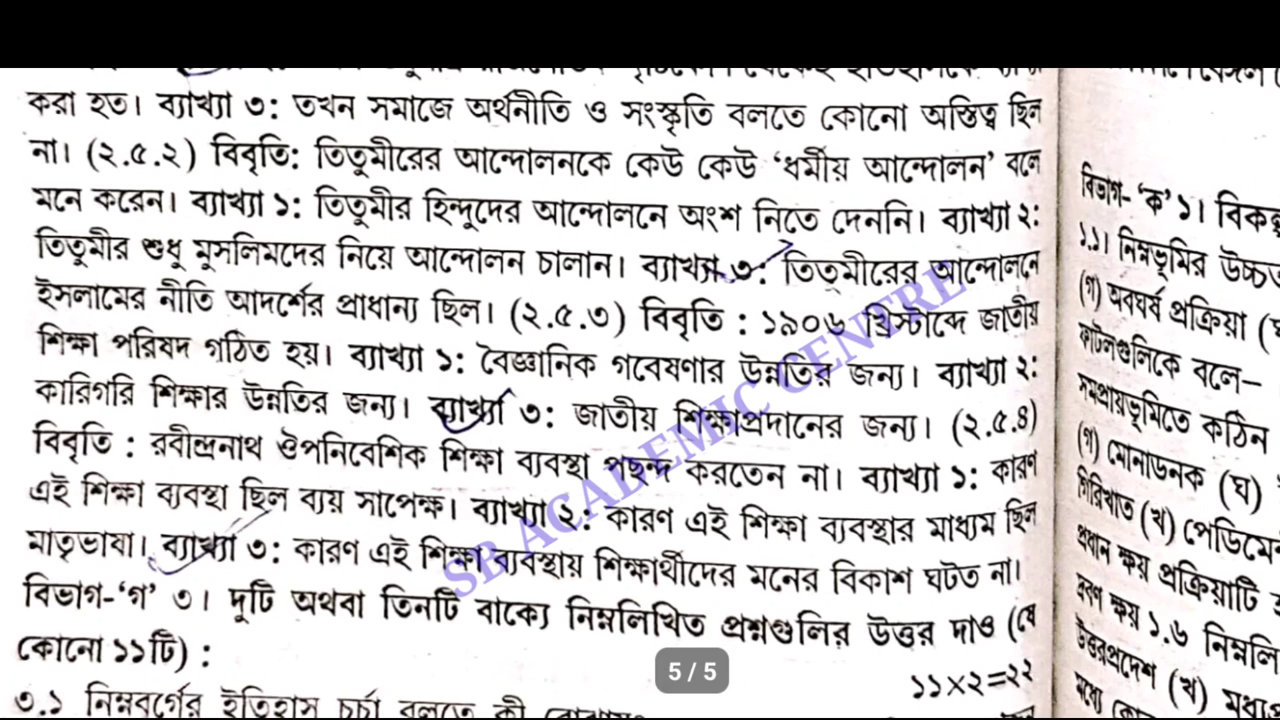 করা হত। ব্যাখ্যা ৩: তখন সমাজে অর্থনীতি ও সংস্কৃতি বলতে কোনো অস্তিত্ব ছিল
না। (২.৫.২) বিবৃতি: তিতুমীরের আন্দোলনকে কেউ কেউ ‘ধর্মীয় আন্দোলন’ বলে
মনে করেন। ব্যাখ্যা ১: তিতুমীর হিন্দুদের আন্দোলনে অংশ নিতে দেননি। ব্যাখ্যা ২:
তিতুমীর শুধু মুসলিমদের নিয়ে আন্দোলন চালান। ব্যাখ্যা ৩: তিতুমীরের আন্দোলনে
ইসলামের নীতি আদর্শের প্রাধান্য ছিল। (২.৫.৩) বিবৃতি : ১৯০৬ খ্রিস্টাব্দে জাতীয়
শিক্ষা পরিষদ গঠিত হয়। ব্যাখ্যা ১: বৈজ্ঞানিক গবেষণার উন্নতির জন্য। ব্যাখ্যা ২:
কারিগরি শিক্ষার উন্নতির জন্য। ব্যাখ্যা ৩: জাতীয় শিক্ষাপ্রদানের জন্য। (২.৫.৪)
বিবৃতি : রবীন্দ্রনাথ ঔপনিবেশিক শিক্ষা ব্যবস্থা পছন্দ করতেন না। ব্যাখ্যা ১: কারণ
এই শিক্ষা ব্যবস্থা ছিল ব্যয় সাপেক্ষ। ব্যাখ্যা ২: কারণ এই শিক্ষা ব্যবস্থার মাধ্যম ছিল
মাতৃভাষা। ব্যাখ্যা ৩: কারণ এই শিক্ষা ব্যবস্থায় শিক্ষার্থীদের মনের বিকাশ ঘটত না।
বিভাগ-‘গ’ ৩। দুটি অথবা তিনটি বাক্যে নিম্নলিখিত প্রশ্নগুলির উত্তর দাও (যে
কোনো ১১টি) :
১১×২=২২
৩.১ নিম্নবর্গের ইতিহাস চর্চা বলতে কী
SB ACADEMIC CENTRE
5 / 5
বিভাগ- ‘ক’ ১।
১.১। নিম্নভূমির
(গ) অবঘর্ষ প্রক্রিয়া
ফাটলগুলিকে বলে–
সমপ্রায়ভূমিতে কঠিন
(গ) মোনাডনক (ঘ)
গিরিখাত (খ)
প্রধান ক্ষয় প্রক্রিয়াটি
ক্ষয় ১.৬
উত্তরপ্রদেশ (খ)
মধ্যে